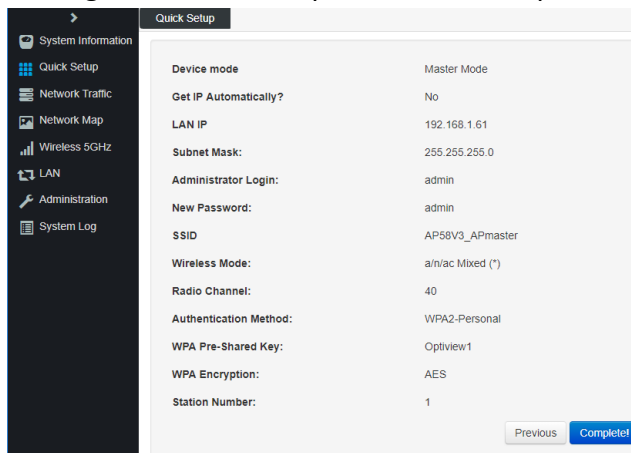 Quick Setup
System Information
Quick Setup
Network Traffic
Network Map
Wireless 5GHz
LAN
Administration
System Log
Device mode Master Mode
Get IP Automatically? No
LAN IP 192.168.1.61
Subnet Mask: 255.255.255.0
Administrator Login: admin
New Password: admin
SSID AP58V3_APmaster
Wireless Mode: a/n/ac Mixed (*)
Radio Channel: 40
Authentication Method: WPA2-Personal
WPA Pre-Shared Key: Optiview1
WPA Encryption: AES
Station Number: 1
Previous Complete!